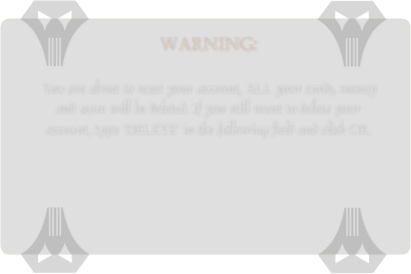 WARNING:
You are about to reset your account, ALL your cards, money
and stats will be deleted. If you still want to delete your
account, type 'DELETE' in the following field and click OK.